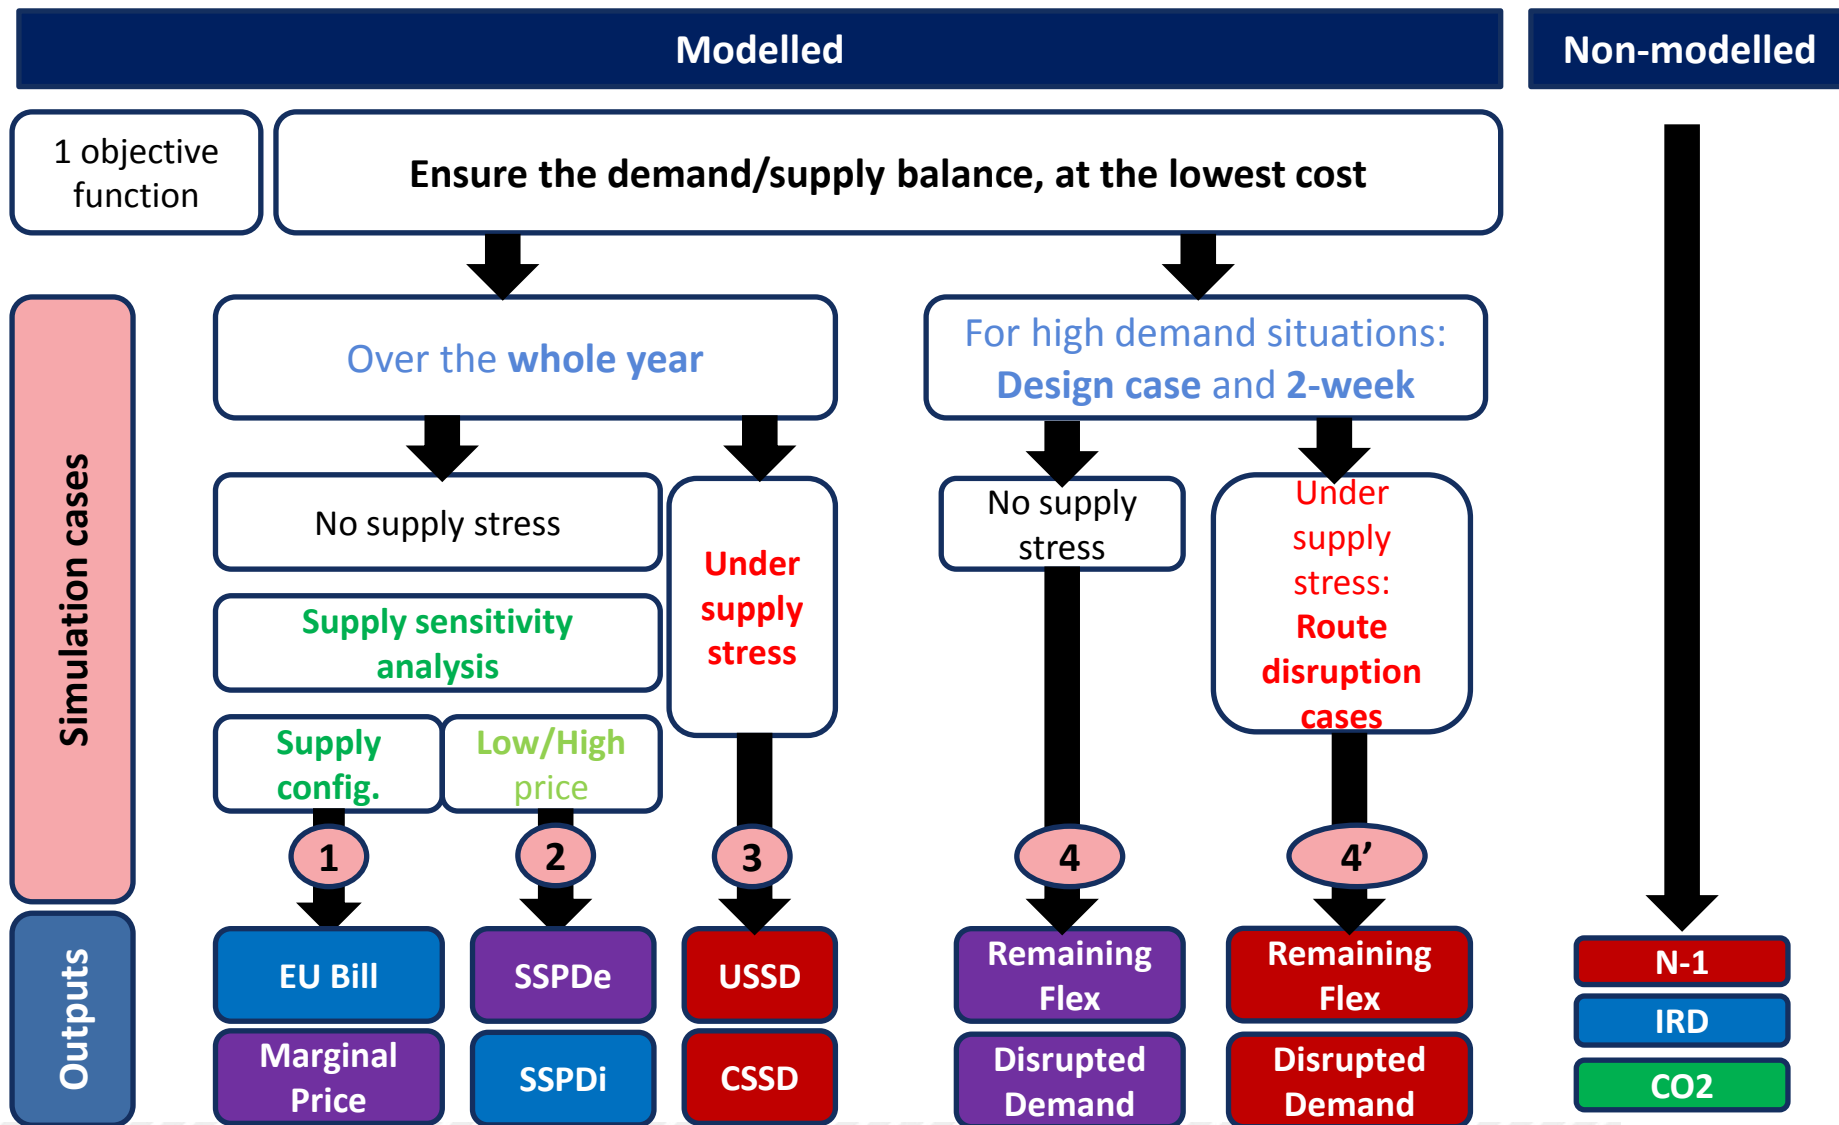 Modelled
Non-modelled
1 objective
function
Ensure the demand/supply balance, at the lowest cost
Simulation cases
Over the whole year
For high demand situations:
Design case and 2-week
No supply stress
Under
supply
stress
No supply
stress
Under
supply
stress:
Route
disruption
cases
Supply sensitivity
analysis
Supply
config.
Low/High
price
1
2
3
4
4’
Outputs
EU Bill
SSPDe
USSD
Remaining
Flex
Remaining
Flex
N-1
IRD
CO2
Marginal
Price
SSPDi
CSSD
Disrupted
Demand
Disrupted
Demand